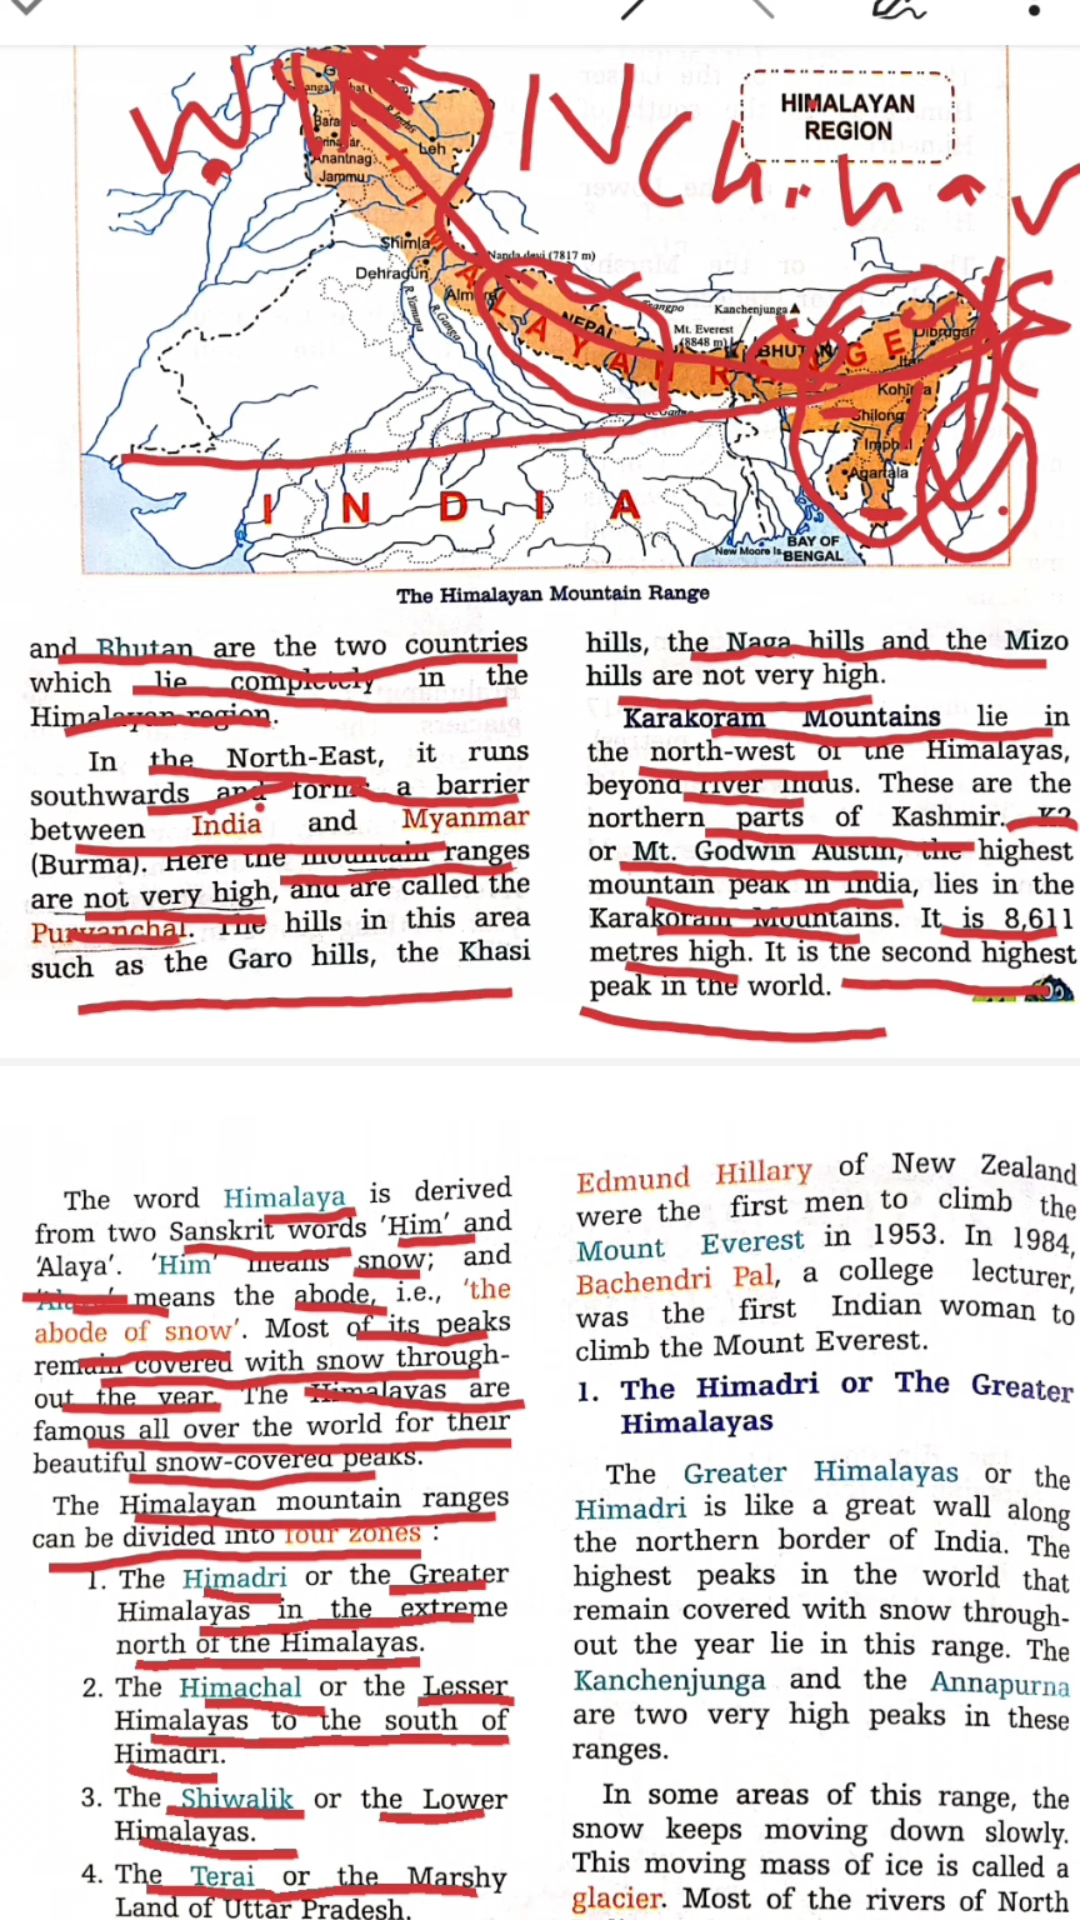 HIMALAYAN
REGION
Leh
Anantnag
Jammu
Shimla
Dehradun
Nanda devi (7817 m)
R. Yamuna
R. Ganga
NEPAL
Kanchenjunga
Mt. Everest
(8848 m)
Kohima
Shilong
Imphal
Agartala
INDIA
New Moore Is.
BAY OF
BENGAL
The Himalayan Mountain Range
and Bhutan are the two countries
which lie completely in the
Himalayan region.
In the North-East, it runs
southwards and forms a barrier
between India and Myanmar
(Burma). Here the mountain ranges
are not very high, and are called the
Purvanchal. The hills in this area
such as the Garo hills, the Khasi
hills, the Naga hills and the Mizo
hills are not very high.
Karakoram Mountains lie in
the north-west of the Himalayas,
beyond river Indus. These are the
northern parts of Kashmir. K2
or Mt. Godwin Austin, the highest
mountain peak in India, lies in the
Karakoram Mountains. It is 8,611
metres high. It is the second highest
peak in the world.
The word Himalaya is derived
from two Sanskrit words 'Him' and
'Alaya'. 'Him' means snow; and
'Alaya' means the abode, i.e., 'the
abode of snow'. Most of its peaks
remain covered with snow through-
out the year. The Himalayas are
famous all over the world for their
beautiful snow-covered peaks.
The Himalayan mountain ranges
can be divided into four zones :
1. The Himadri or the Greater
Himalayas in the extreme
north of the Himalayas.
2. The Himachal or the Lesser
Himalayas to the south of
Himadri.
3. The Shiwalik or the Lower
Himalayas.
4. The Terai or the Marshy
Land of Uttar Pradesh.
Edmund Hillary of New Zealand
were the first men to climb the
Mount Everest in 1953. In 1984,
Bachendri Pal, a college lecturer,
was the first Indian woman to
climb the Mount Everest.
1. The Himadri or The Greater
Himalayas
The Greater Himalayas or the
Himadri is like a great wall along
the northern border of India. The
highest peaks in the world that
remain covered with snow through-
out the year lie in this range. The
Kanchenjunga and the Annapurna
are two very high peaks in these
ranges.
In some areas of this range, the
snow keeps moving down slowly.
This moving mass of ice is called a
glacier. Most of the rivers of North